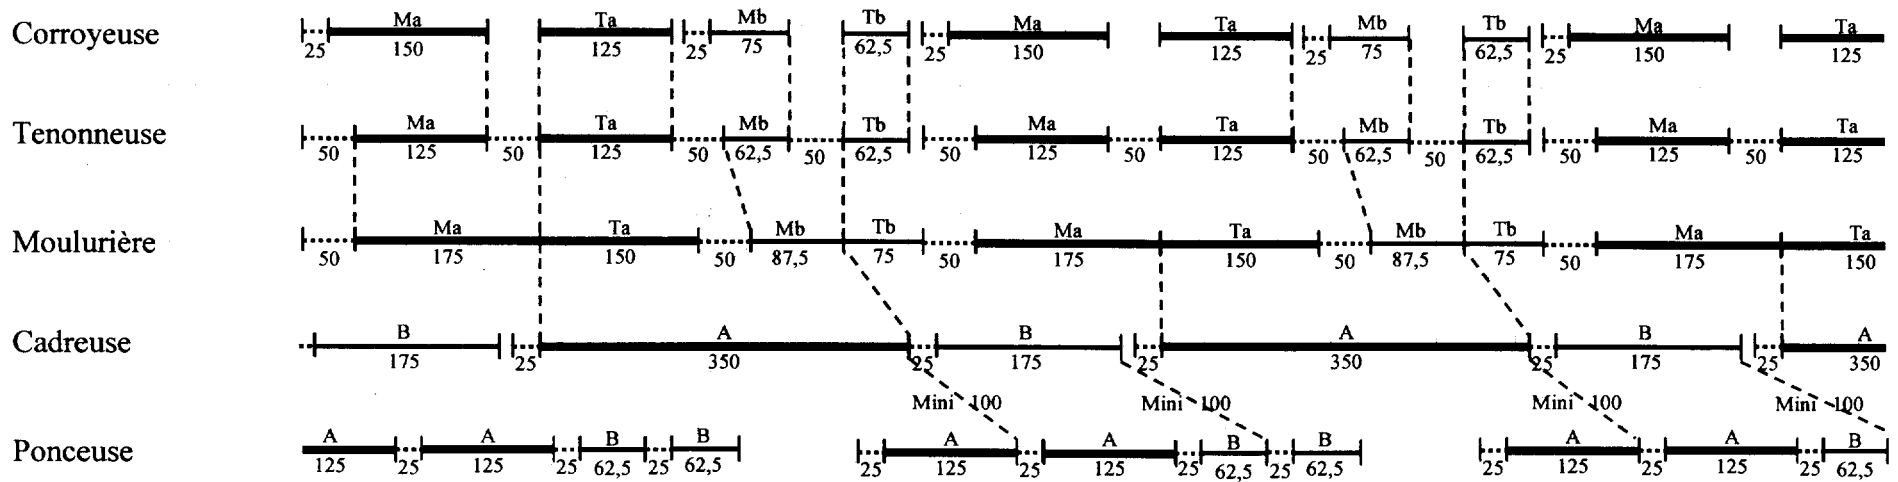 Corroyeuse
Ma Ta Mb Tb Ma Ta Mb Tb Ma Ta
25 150 125 25 75 62,5 25 150 125 25 75 62,5 25 150 125
Tenonneuse
Ma Ta Mb Tb Ma Ta Mb Tb Ma Ta
50 125 50 125 50 62,5 50 62,5 50 125 50 125 50 62,5 50 62,5 50 125 50 125
Moulurière
Ma Ta Mb Tb Ma Ta Mb Tb Ma Ta
50 175 150 50 87,5 75 50 175 150 50 87,5 75 50 175 150
Cadreuse
B A B A B A
175 25 350 25 175 25 350 25 175 25 350
Mini 100 Mini 100 Mini 100 Mini 100
Ponceuse
A A B B A A B B A A B
125 25 125 25 62,5 25 62,5 25 125 25 125 25 62,5 25 62,5 25 125 25 125 25 62,5